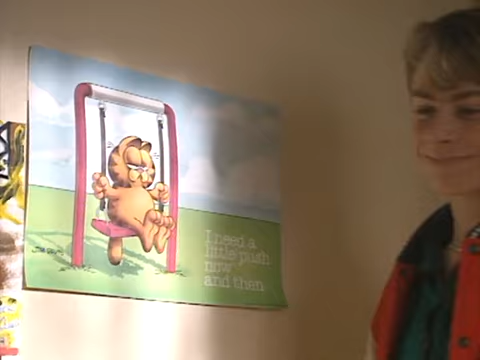 I need a
little push
now
and then